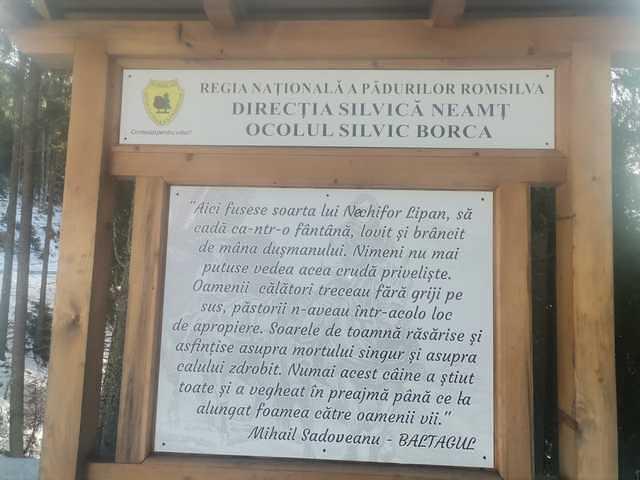 REGIA NAȚIONALĂ A PĂDURILOR ROMSILVA
DIRECȚIA SILVICĂ NEAMȚ
OCOLUL SILVIC BORCA
"Aici fusese soarta lui Nechifor Lipan, să
cadă ca-ntr-o fântână, lovit și brâncit
de mâna dușmanului. Nimeni nu mai
putuse vedea acea crudă priveliște.
Oamenii călători treceau fără griji pe
sus, păstorii n-aveau într-acolo loc
de apropiere. Soarele de toamnă răsărise și
asfințise asupra mortului singur și asupra
calului zdrobit. Numai acest câine a știut
toate și a vegheat în preajmă până ce l-a
alungat foamea către oamenii vii."
Mihail Sadoveanu - BALTAGUL